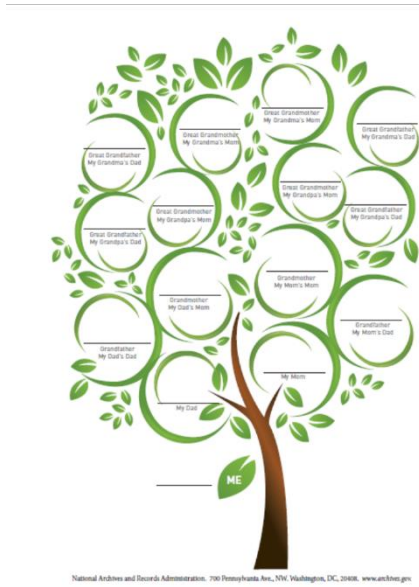 Great Grandmother
My Grandma's Mom
Great Grandfather
My Grandma's Dad
Great Grandmother
My Grandma's Mom
Great Grandfather
My Grandma's Dad
Great Grandmother
My Grandpa's Mom
Great Grandmother
My Grandpa's Mom
Great Grandfather
My Grandpa's Dad
Great Grandfather
My Grandpa's Dad
Grandmother
My Mom's Mom
Grandmother
My Dad's Mom
Grandfather
My Mom's Dad
Grandfather
My Dad's Dad
My Mom
My Dad
ME
National Archives and Records Administration. 700 Pennsylvania Ave., NW. Washington, DC, 20408. www.archives.gov